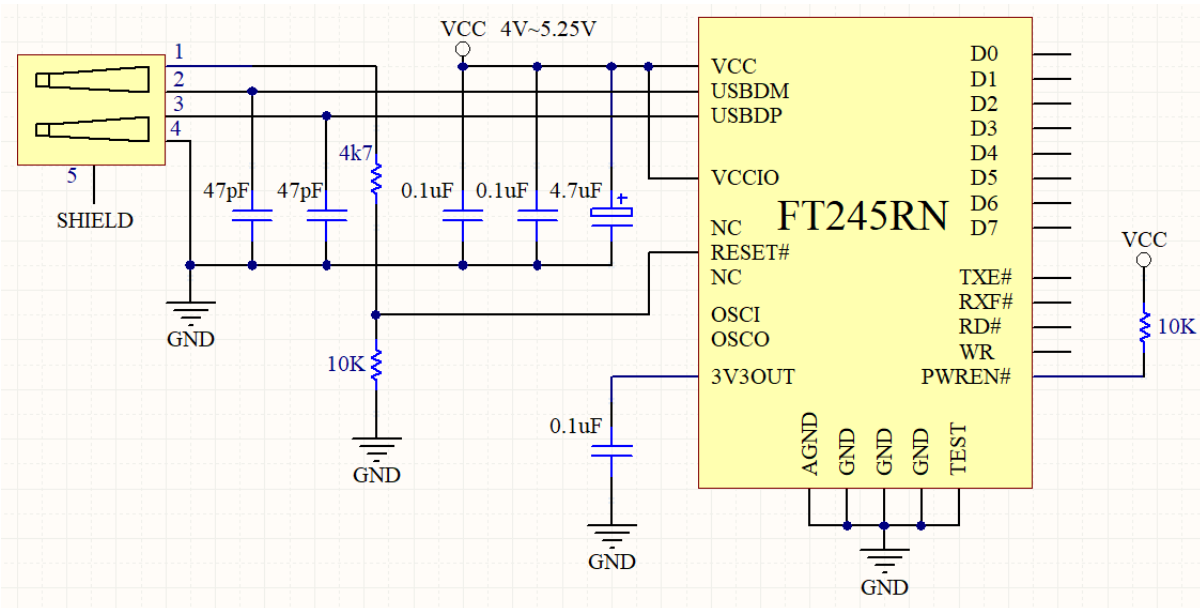 VCC 4V~5.25V
1
2
3
4
5
SHIELD
GND
47pF
47pF
4k7
10K
GND
0.1uF
0.1uF
4.7uF
+
0.1uF
GND
FT245RN
VCC
USBDM
USBDP
VCCIO
NC
RESET#
NC
OSCI
OSCO
3V3OUT
D0
D1
D2
D3
D4
D5
D6
D7
TXE#
RXF#
RD#
WR
PWREN#
AGND
GND
GND
GND
TEST
GND
VCC
10K